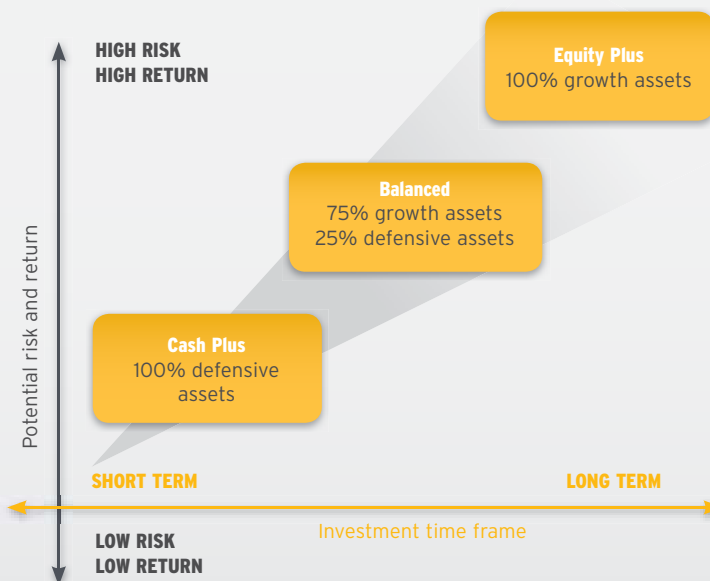 HIGH RISK
HIGH RETURN
Equity Plus
100% growth assets
Balanced
75% growth assets
25% defensive assets
Cash Plus
100% defensive
assets
Potential risk and return
SHORT TERM
LONG TERM
Investment time frame
LOW RISK
LOW RETURN